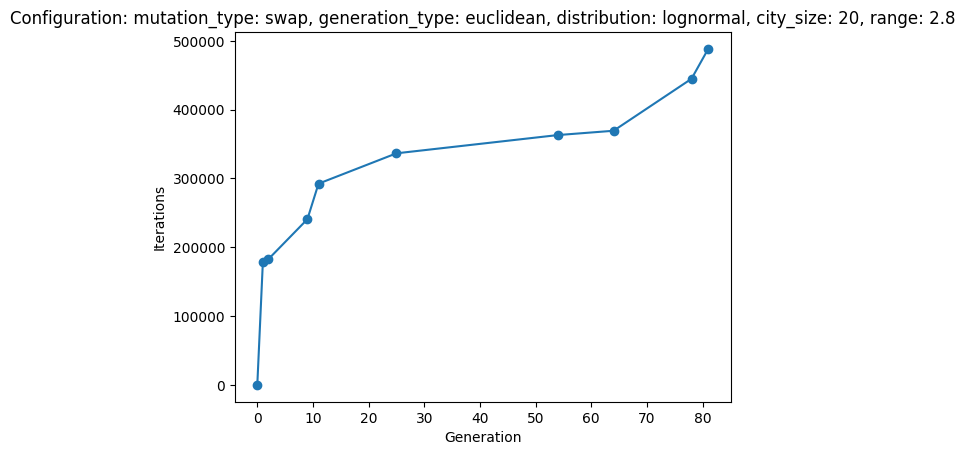 Configuration: mutation_type: swap, generation_type: euclidean, distribution: lognormal, city_size: 20, range: 2.8
500000
400000
300000
200000
100000
0
Iterations
0 10 20 30 40 50 60 70 80
Generation